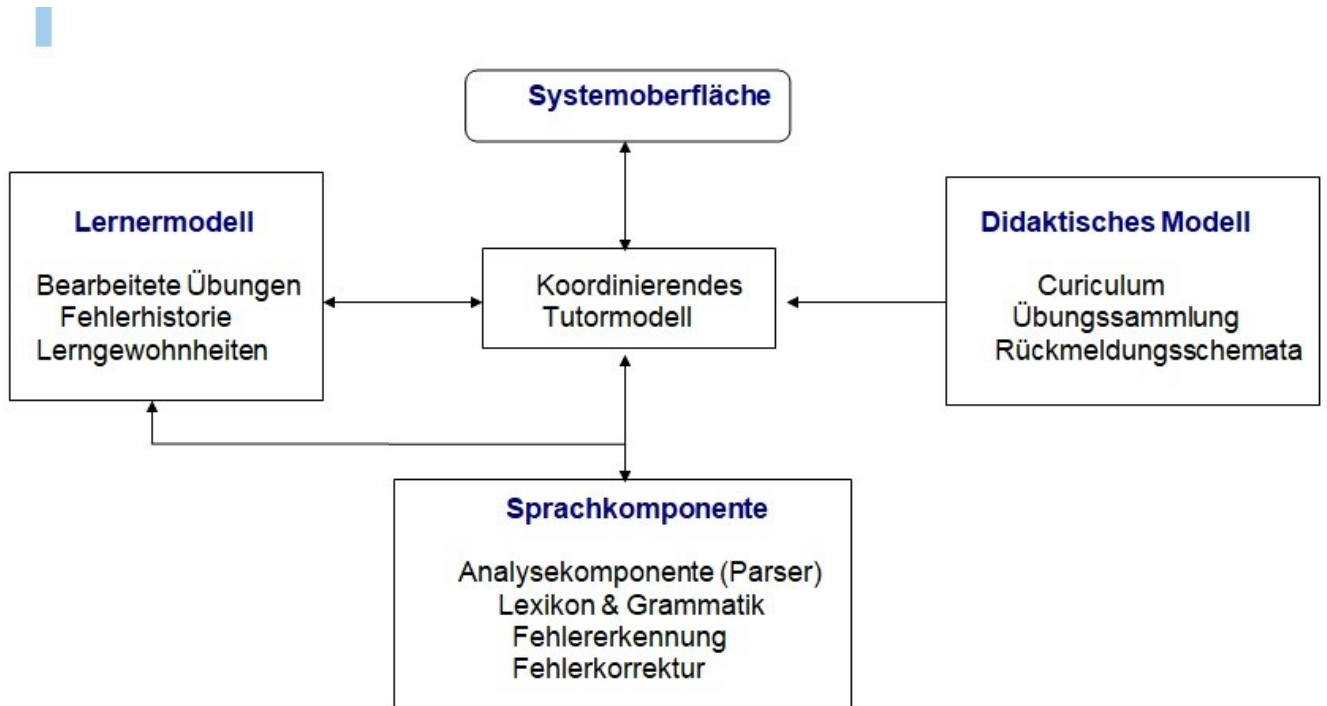 Systemoberfläche
Lernermodell
Bearbeitete Übungen
Fehlerhistorie
Lerngewohnheiten
Koordinierendes
Tutormodell
Didaktisches Modell
Curiculum
Übungssammlung
Rückmeldungsschemata
Sprachkomponente
Analysekomponente (Parser)
Lexikon & Grammatik
Fehlererkennung
Fehlerkorrektur